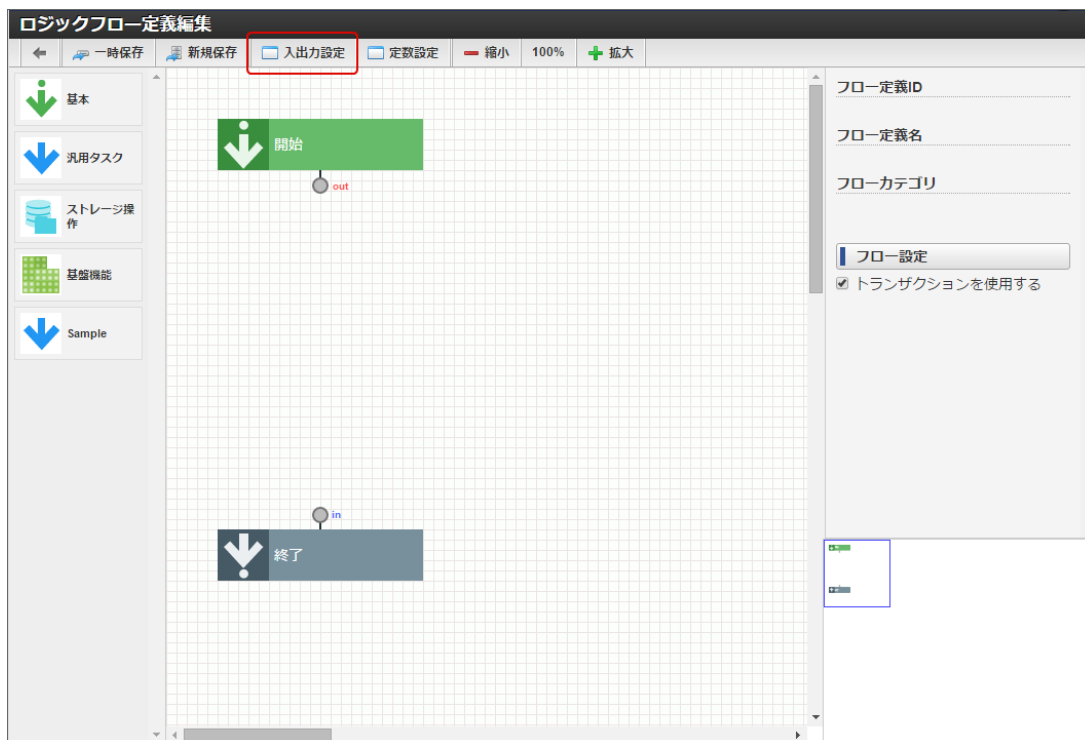 ロジックフロー定義編集
一時保存 新規保存 入出力設定 定数設定 縮小 100% 拡大
基本
汎用タスク
ストレージ操
作
基盤機能
Sample
開始
out
in
終了
フロー定義ID
フロー定義名
フローカテゴリ
フロー設定
トランザクションを使用する